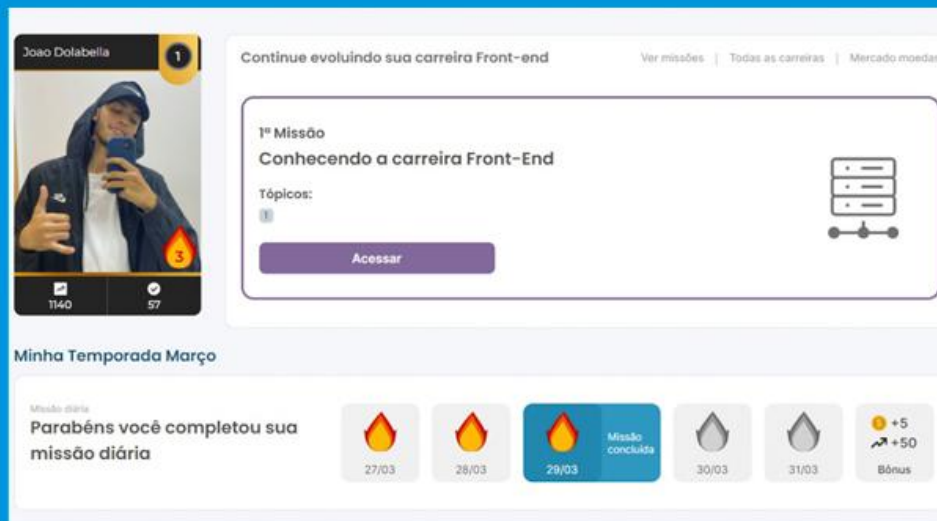 Joao Dolabella
1
3
1140
57
Continue evoluindo sua carreira Front-end
Ver missões | Todas as carreiras | Mercado moedas
1ª Missão
Conhecendo a carreira Front-End
Tópicos:
1
Acessar
Minha Temporada Março
Missão diária
Parabéns você completou sua
missão diária
27/03
28/03
29/03
Missão
concluída
30/03
31/03
+5
+50
Bônus